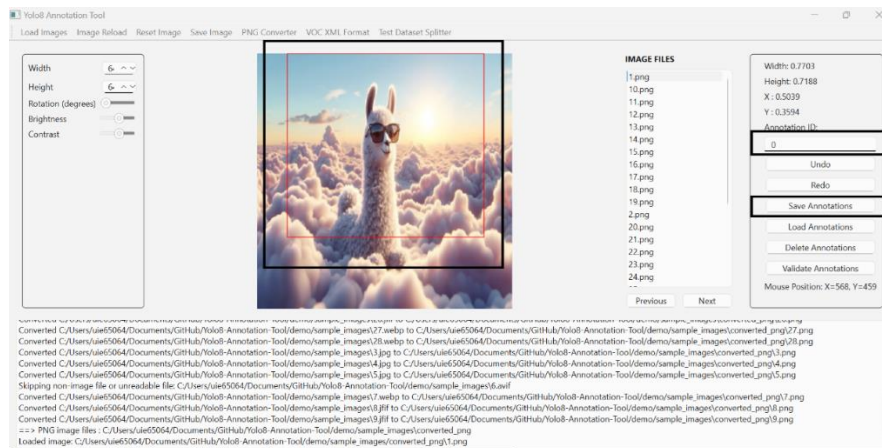 Yolo8 Annotation Tool
Load Images Image Reload Reset Image Save Image PNG Converter VOC XML Format Test Dataset Splitter
Width 6
Height 6
Rotation (degrees)
Brightness
Contrast
IMAGE FILES
1.png
10.png
11.png
12.png
13.png
14.png
15.png
16.png
17.png
18.png
19.png
2.png
20.png
21.png
22.png
23.png
24.png
Previous Next
Width: 0.7703
Height: 0.7188
X : 0.5039
Y : 0.3594
Annotation ID:
0
Undo
Redo
Save Annotations
Load Annotations
Delete Annotations
Validate Annotations
Mouse Position: X=568, Y=459
Converted C:/Users/uie65064/Documents/GitHub/Yolo8-Annotation-Tool/demo/sample_images\27.webp to C:/Users/uie65064/Documents/GitHub/Yolo8-Annotation-Tool/demo/sample_images\converted_png\27.png
Converted C:/Users/uie65064/Documents/GitHub/Yolo8-Annotation-Tool/demo/sample_images\28.webp to C:/Users/uie65064/Documents/GitHub/Yolo8-Annotation-Tool/demo/sample_images\converted_png\28.png
Converted C:/Users/uie65064/Documents/GitHub/Yolo8-Annotation-Tool/demo/sample_images\3.jpg to C:/Users/uie65064/Documents/GitHub/Yolo8-Annotation-Tool/demo/sample_images\converted_png\3.png
Converted C:/Users/uie65064/Documents/GitHub/Yolo8-Annotation-Tool/demo/sample_images\4.jpg to C:/Users/uie65064/Documents/GitHub/Yolo8-Annotation-Tool/demo/sample_images\converted_png\4.png
Converted C:/Users/uie65064/Documents/GitHub/Yolo8-Annotation-Tool/demo/sample_images\5.jpg to C:/Users/uie65064/Documents/GitHub/Yolo8-Annotation-Tool/demo/sample_images\converted_png\5.png
Skipping non-image file or unreadable file: C:/Users/uie65064/Documents/GitHub/Yolo8-Annotation-Tool/demo/sample_images\6.avif
Converted C:/Users/uie65064/Documents/GitHub/Yolo8-Annotation-Tool/demo/sample_images\7.webp to C:/Users/uie65064/Documents/GitHub/Yolo8-Annotation-Tool/demo/sample_images\converted_png\7.png
Converted C:/Users/uie65064/Documents/GitHub/Yolo8-Annotation-Tool/demo/sample_images\8.jfif to C:/Users/uie65064/Documents/GitHub/Yolo8-Annotation-Tool/demo/sample_images\converted_png\8.png
Converted C:/Users/uie65064/Documents/GitHub/Yolo8-Annotation-Tool/demo/sample_images\9.jfif to C:/Users/uie65064/Documents/GitHub/Yolo8-Annotation-Tool/demo/sample_images\converted_png\9.png
==> PNG image files : C:/Users/uie65064/Documents/GitHub/Yolo8-Annotation-Tool/demo/sample_images\converted_png
Loaded image: C:/Users/uie65064/Documents/GitHub/Yolo8-Annotation-Tool/demo/sample_images/converted_png\1.png